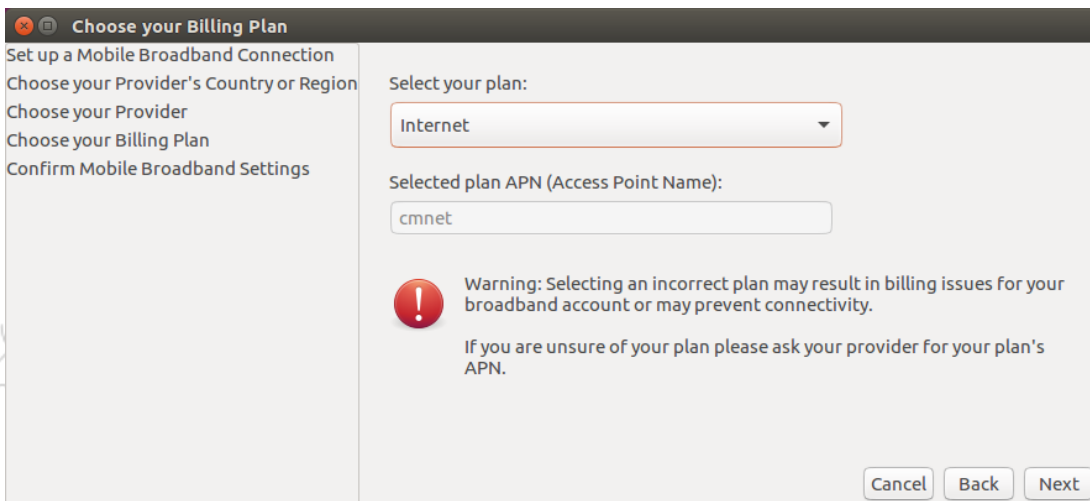 Choose your Billing Plan
Set up a Mobile Broadband Connection
Choose your Provider's Country or Region
Choose your Provider
Choose your Billing Plan
Confirm Mobile Broadband Settings
Select your plan:
Internet
Selected plan APN (Access Point Name):
cmnet
Warning: Selecting an incorrect plan may result in billing issues for your
broadband account or may prevent connectivity.
If you are unsure of your plan please ask your provider for your plan's
APN.
Cancel Back Next